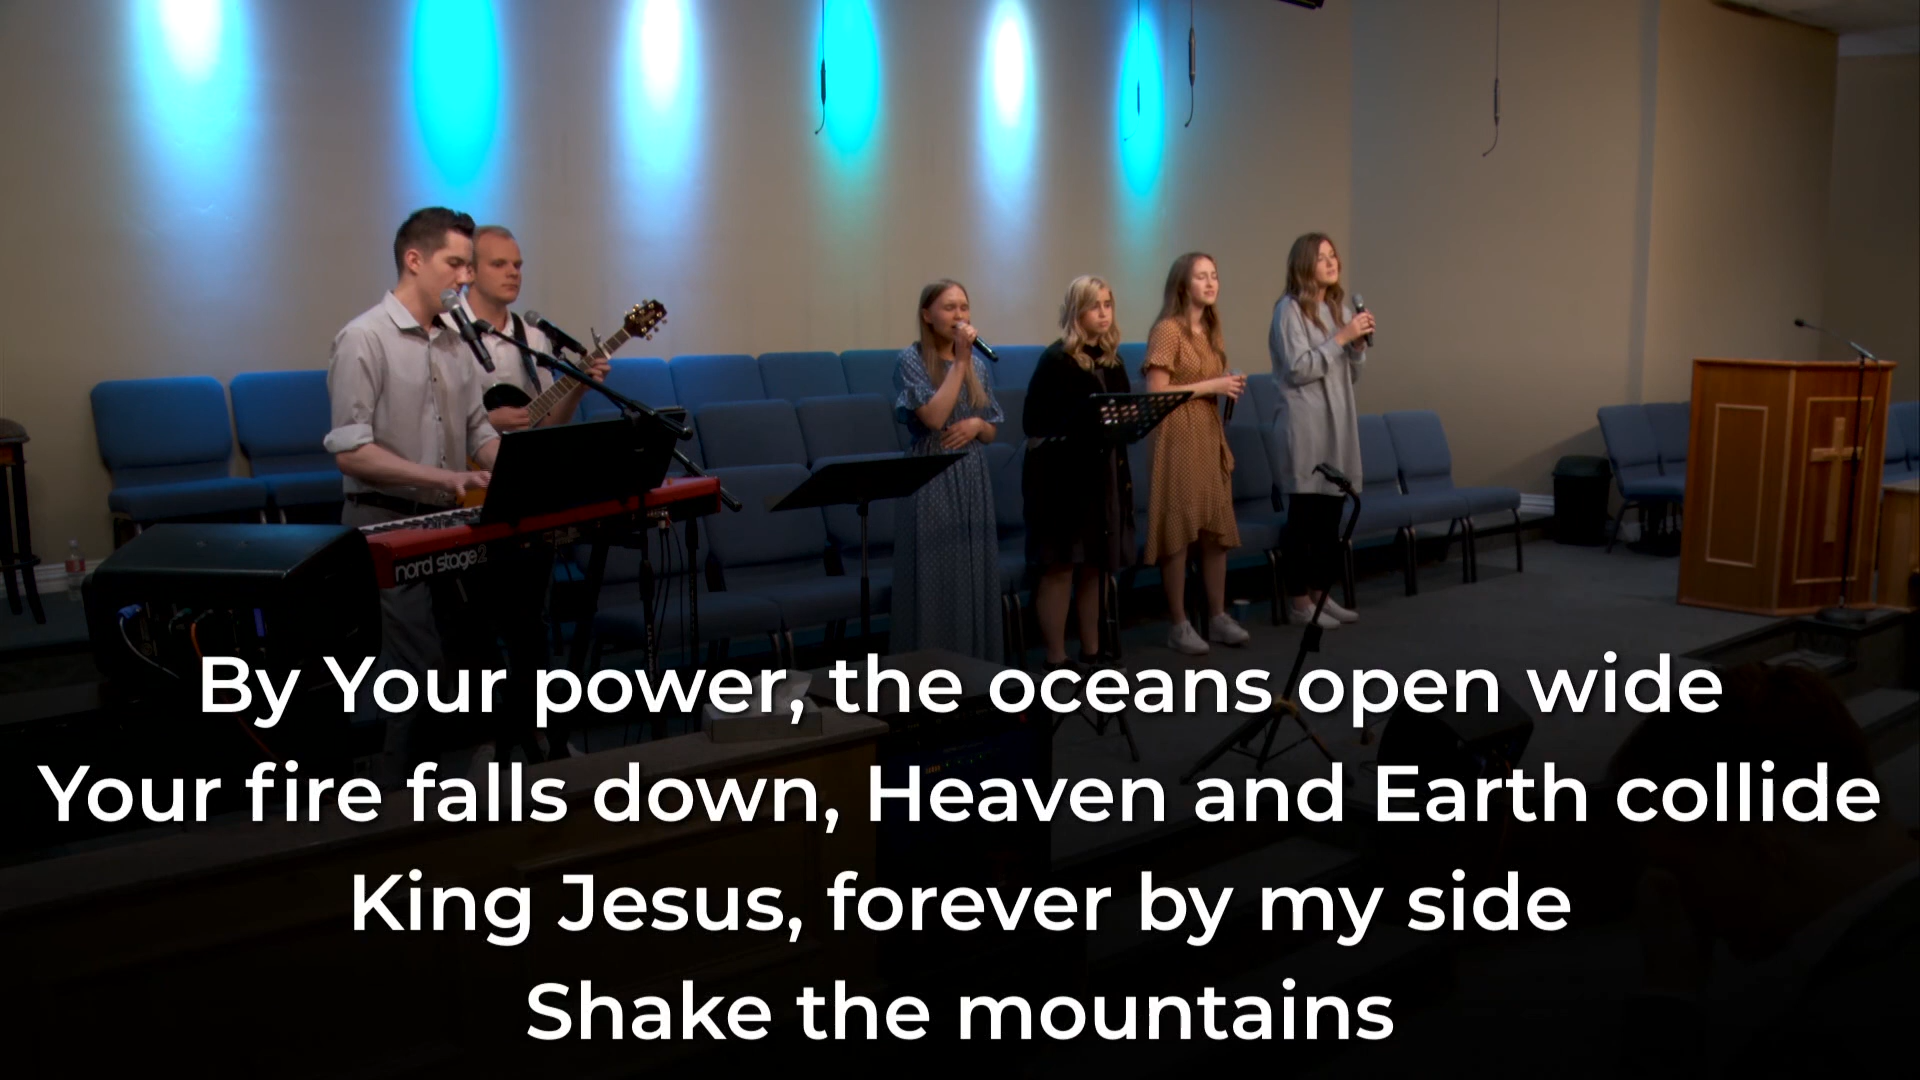 nord stage 2
By Your power, the oceans open wide
Your fire falls down, Heaven and Earth collide
King Jesus, forever by my side
Shake the mountains